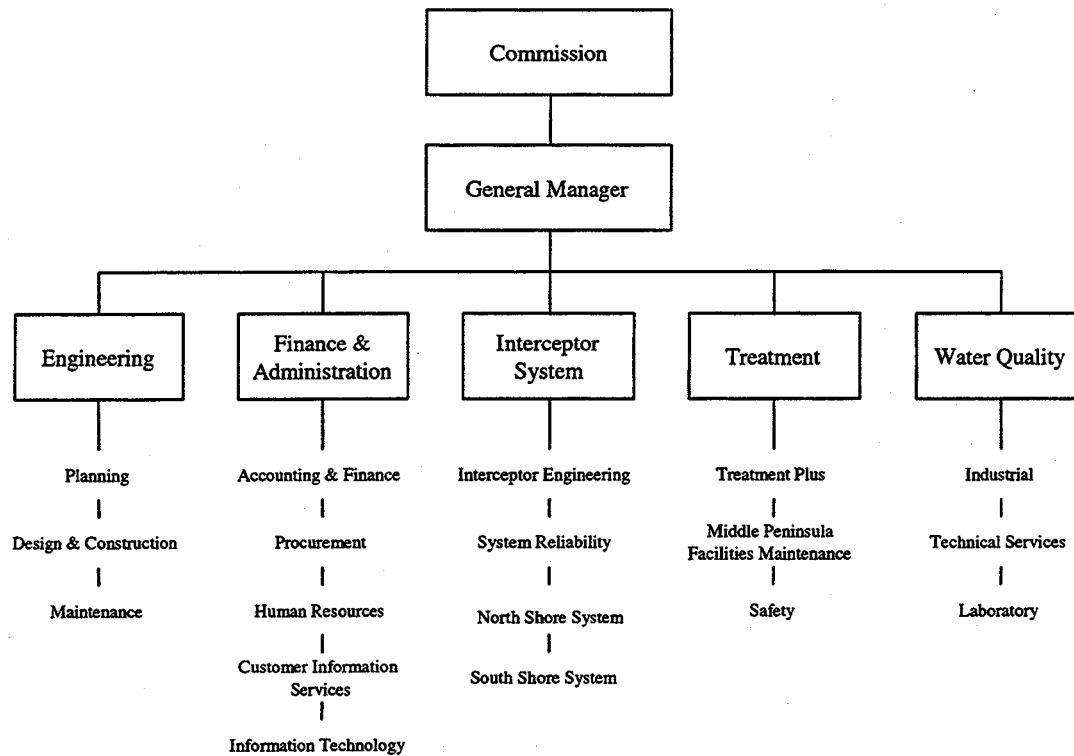 Commission
General Manager
Engineering
Finance &
Administration
Interceptor
System
Treatment
Water Quality
Planning
Design & Construction
Maintenance
Accounting & Finance
Procurement
Human Resources
Customer Information
Services
Information Technology
Interceptor Engineering
System Reliability
North Shore System
South Shore System
Treatment Plus
Middle Peninsula
Facilities Maintenance
Safety
Industrial
Technical Services
Laboratory